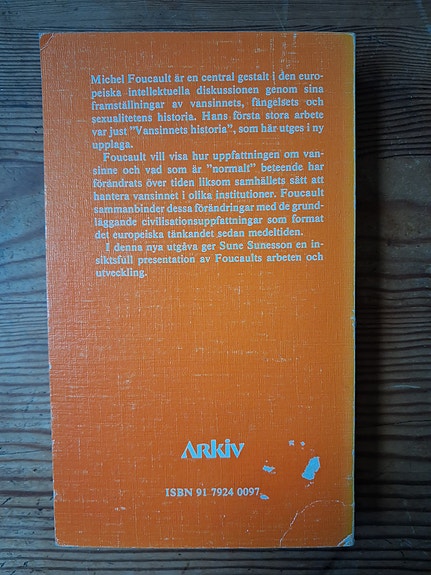 Michel Foucault är en central gestalt i den euro-
peiska intellektuella diskussionen genom sina
framställningar av vansinnets, fängelsets och
sexualitetens historia. Hans första stora arbete
var just "Vansinnets historia", som här utges i ny
upplaga.
Foucault vill visa hur uppfattningen om van-
sinne och vad som är "normalt" beteende har
förändrats över tiden liksom samhällets sätt att
hantera vansinnet i olika institutioner. Foucault
sammanbinder dessa förändringar med de grund-
läggande civilisationsuppfattningar som format
det europeiska tänkandet sedan medeltiden.
I denna nya utgåva ger Sune Sunesson en in-
siktsfull presentation av Foucaults arbeten och
utveckling.
ARKIV
ISBN 91 7924 0097